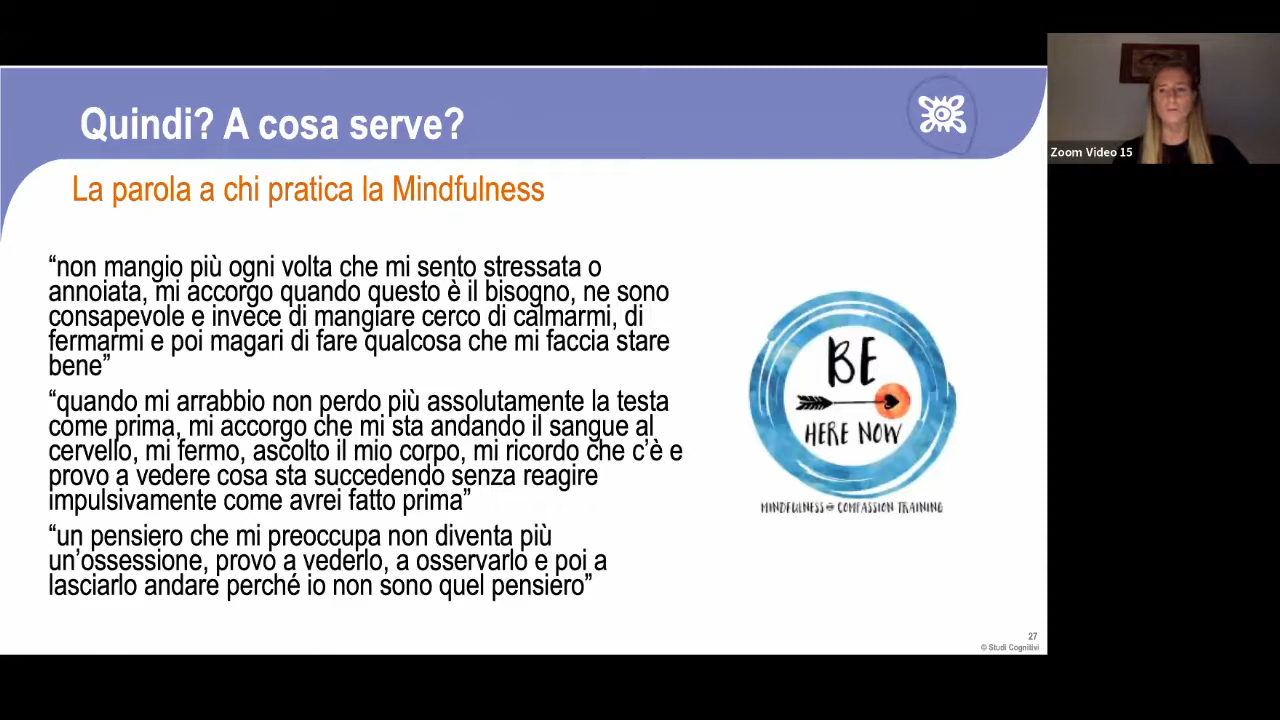 Quindi? A cosa serve?
Zoom Video 15
La parola a chi pratica la Mindfulness
“non mangio più ogni volta che mi sento stressata o
annoiata, mi accorgo quando questo è il bisogno, ne sono
consapevole e invece di mangiare cerco di calmarmi, di
fermarmi e poi magari di fare qualcosa che mi faccia stare
bene”
“quando mi arrabbio non perdo più assolutamente la testa
come prima, mi accorgo che mi sta andando il sangue al
cervello, mi fermo, ascolto il mio corpo, mi ricordo che c’è e
provo a vedere cosa sta succedendo senza reagire
impulsivamente come avrei fatto prima”
“un pensiero che mi preoccupa non diventa più
un’ossessione, provo a vederlo, a osservarlo e poi a
lasciarlo andare perché io non sono quel pensiero”
BE
HERE NOW
MINDFULNESS COMPASSION TRAINING
27
© Studi Cognitivi